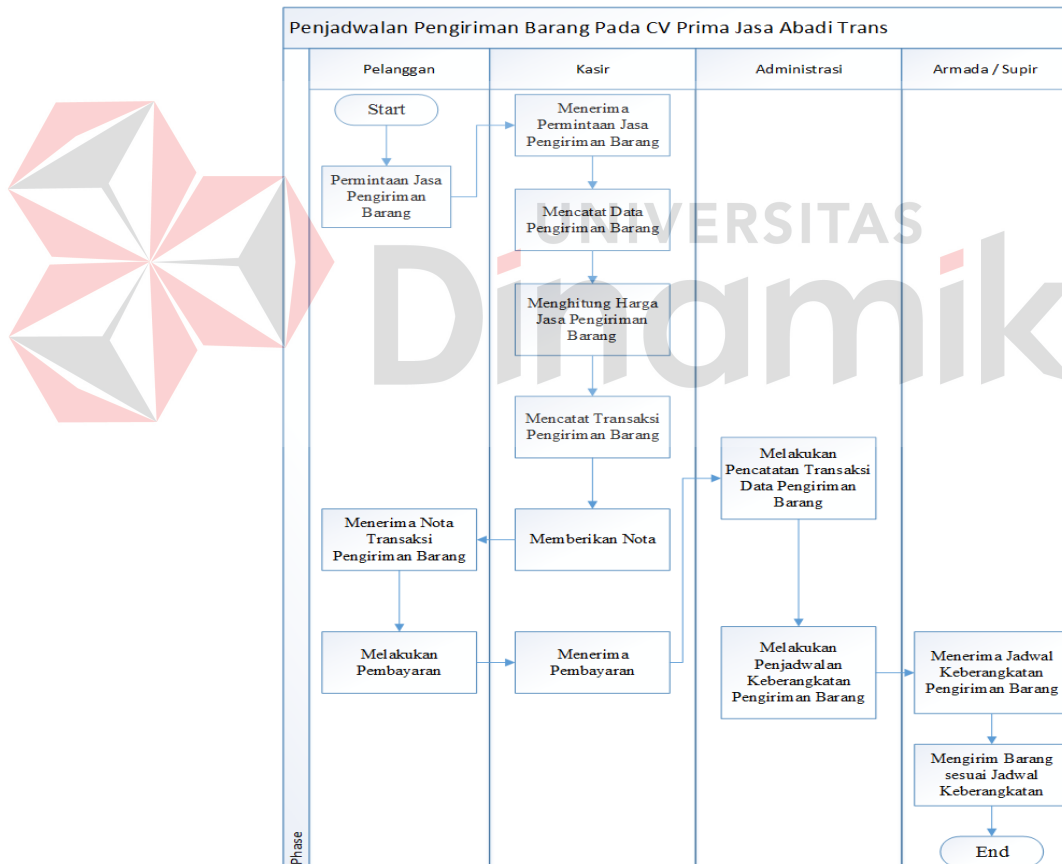 Penjadwalan Pengiriman Barang Pada CV Prima Jasa Abadi Trans
Pelanggan
Kasir
Administrasi
Armada / Supir
Start
Permintaan Jasa
Pengiriman
Barang
Menerima
Permintaan Jasa
Pengiriman Barang
Mencatat Data
Pengiriman Barang
UNIVERSITAS
Dinamik
Menghitung Harga
Jasa Pengiriman
Barang
Mencatat Transaksi
Pengiriman Barang
Memberikan Nota
Menerima Nota
Transaksi
Pengiriman Barang
Melakukan
Pembayaran
Menerima
Pembayaran
Melakukan
Pencatatan Transaksi
Data Pengiriman
Barang
Melakukan
Penjadwalan
Keberangkatan
Pengiriman Barang
Menerima Jadwal
Keberangkatan
Pengiriman Barang
Mengirim Barang
sesuai Jadwal
Keberangkatan
End
Phase